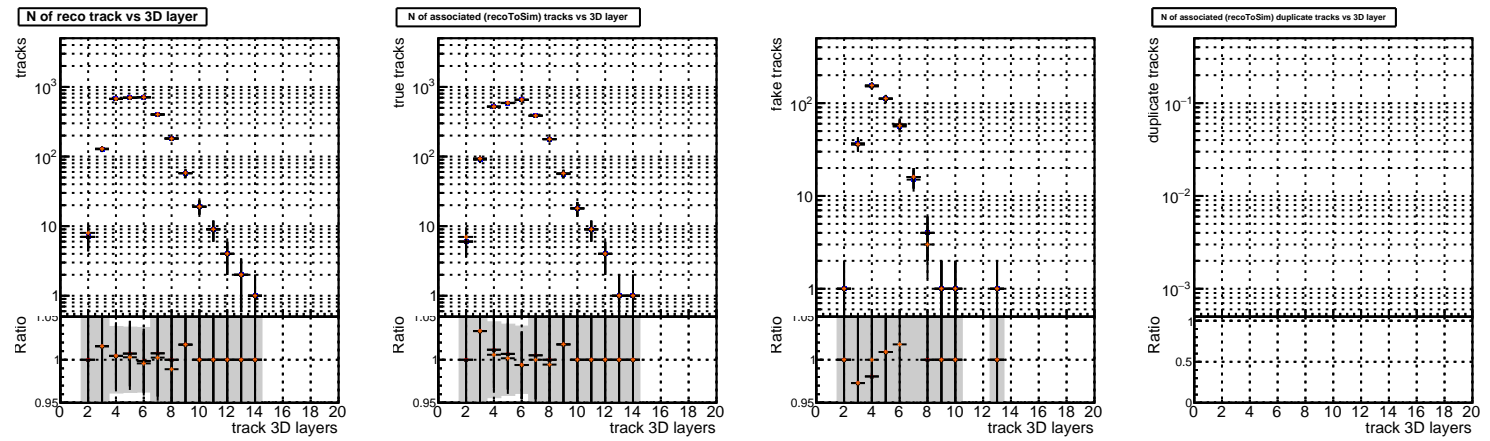 N of reco track vs 3D layer
tracks
10³
10²
10
1
Ratio
1.05
1
0.95
0 2 4 6 8 10 12 14 16 18 20
track 3D layers
N of associated (recoToSim) tracks vs 3D layer
true tracks
10³
10²
10
1
Ratio
1.05
1
0.95
0 2 4 6 8 10 12 14 16 18 20
track 3D layers
fake tracks
10²
10
1
Ratio
1.05
1
0.95
0 2 4 6 8 10 12 14 16 18 20
track 3D layers
N of associated (recoToSim) duplicate tracks vs 3D layer
duplicate tracks
10⁻¹
10⁻²
10⁻³
Ratio
1
0.5
0
0 2 4 6 8 10 12 14 16 18 20
track 3D layers